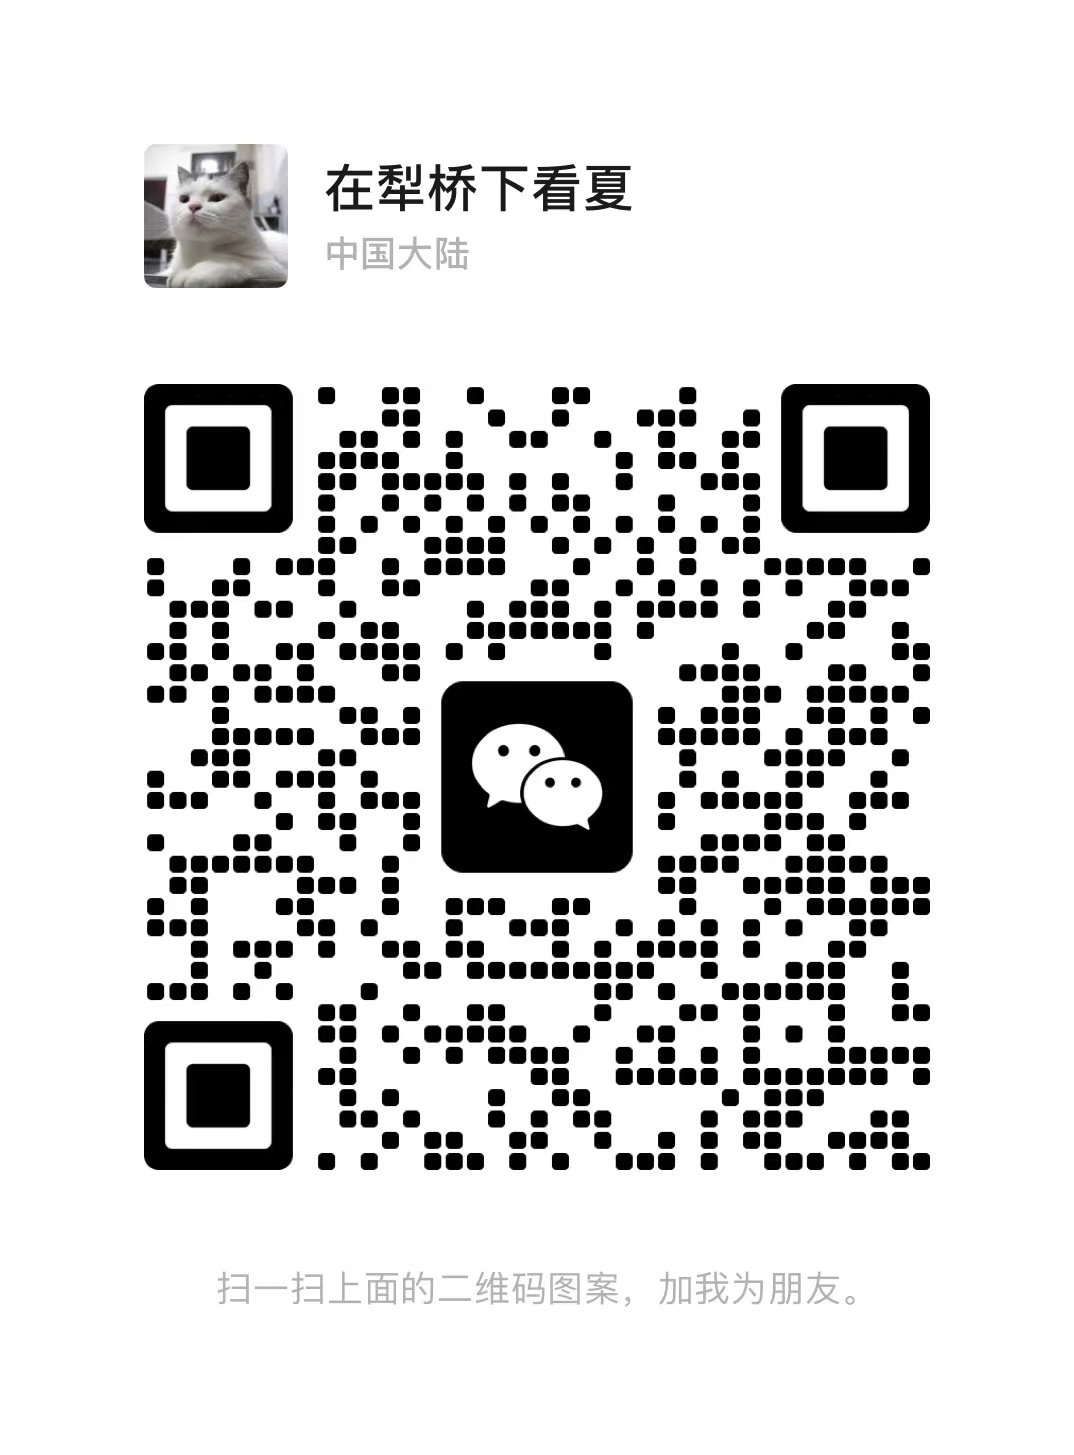 在犁桥下看夏
中国大陆
扫一扫上面的二维码图案，加我为朋友。